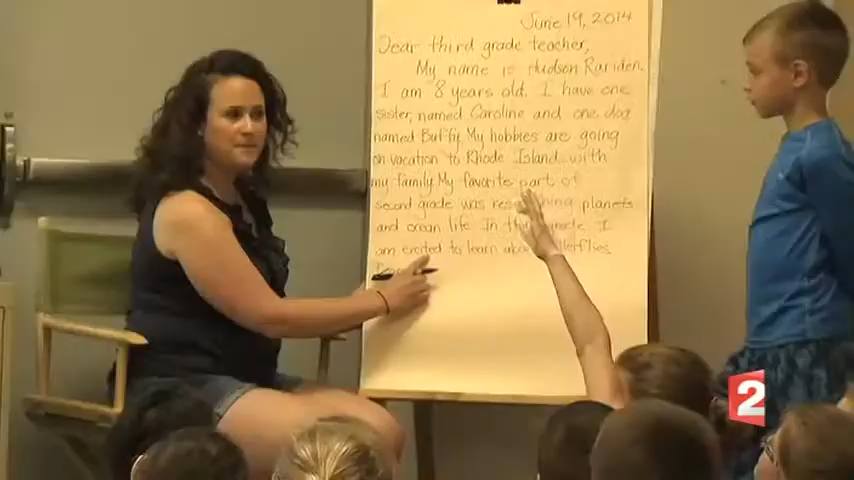 June 19, 2014
Dear third grade teacher,
My name is Hudson Rariden.
I am 8 years old. I have one
sister, named Caroline and one dog
named Buffy. My hobbies are going
on vacation to Rhode Island with
my family. My favorite part of
second grade was planets
and ocean life. In grade, I
am excited to learn
2